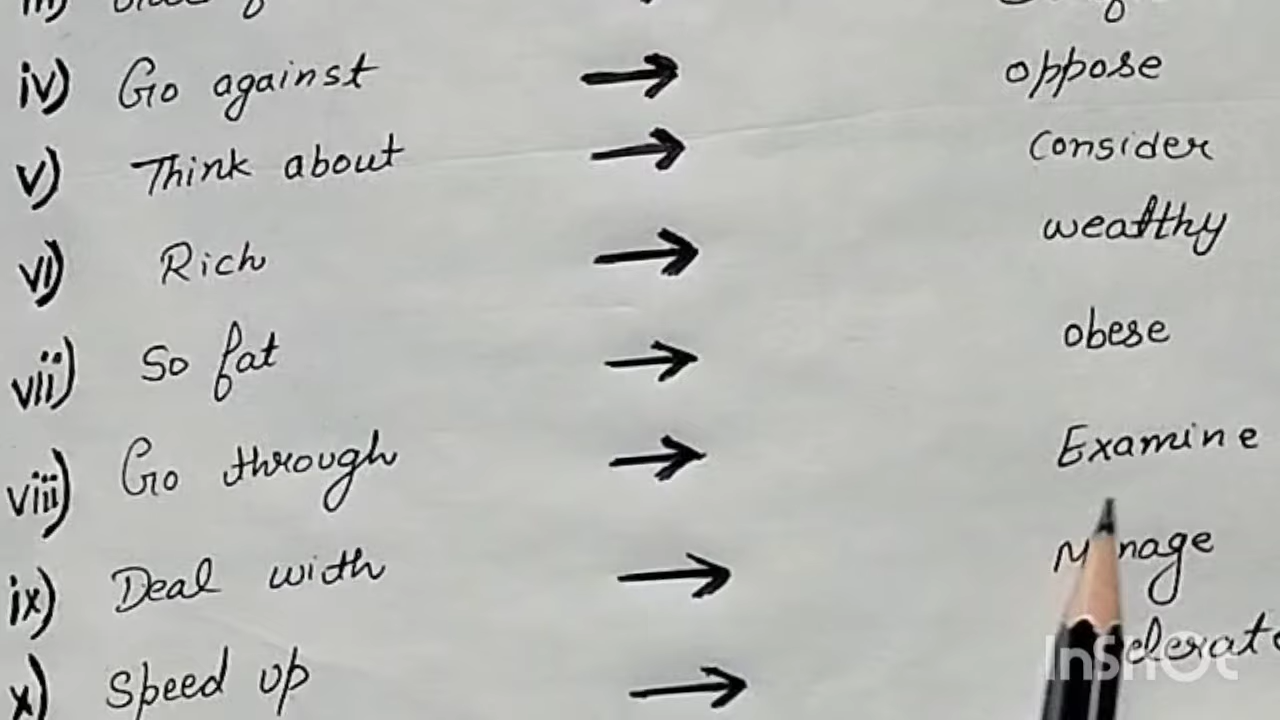 iv) Go against → oppose
v) Think about → Consider
vi) Rich → wealthy
vii) So fat → obese
viii) Go through → Examine
ix) Deal with →
x) Speed up →
InShot